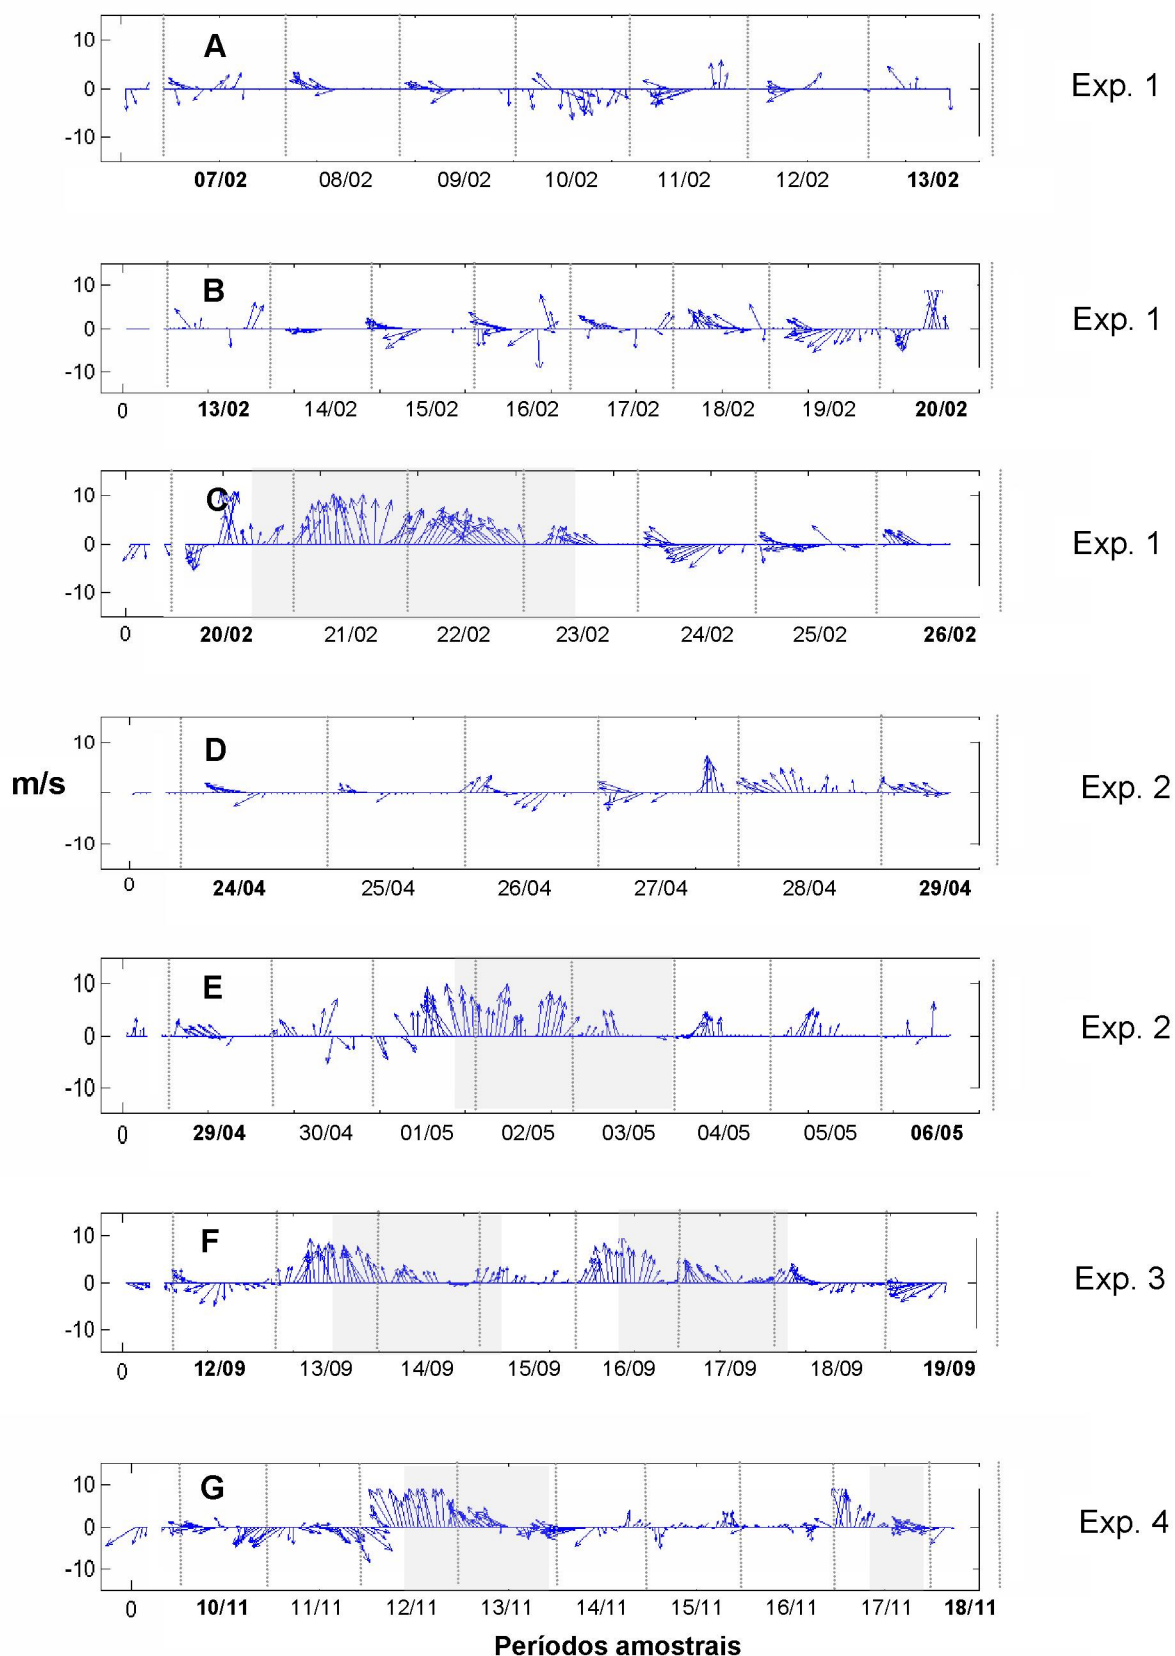 10
A
0
Exp. 1
-10
07/02 08/02 09/02 10/02 11/02 12/02 13/02
10
B
0
Exp. 1
-10
0 13/02 14/02 15/02 16/02 17/02 18/02 19/02 20/02
10
C
0
Exp. 1
-10
0 20/02 21/02 22/02 23/02 24/02 25/02 26/02
10
D
m/s
0
Exp. 2
-10
0 24/04 25/04 26/04 27/04 28/04 29/04
10
E
0
Exp. 2
-10
0 29/04 30/04 01/05 02/05 03/05 04/05 05/05 06/05
10
F
0
Exp. 3
-10
0 12/09 13/09 14/09 15/09 16/09 17/09 18/09 19/09
10
G
0
Exp. 4
-10
0 10/11 11/11 12/11 13/11 14/11 15/11 16/11 17/11 18/11
Períodos amostrais